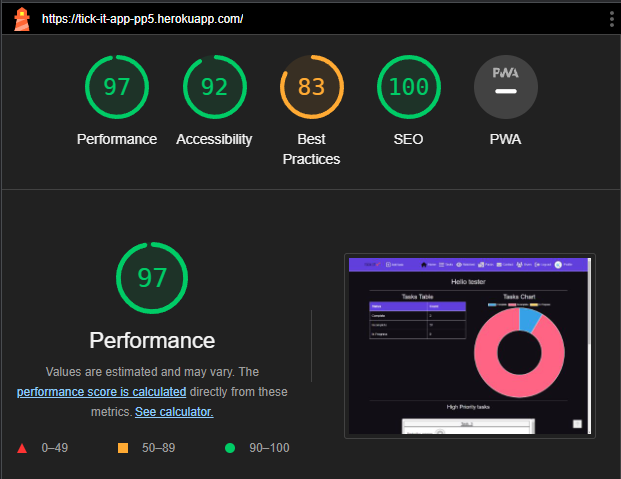 https://tick-it-app-pp5.herokuapp.com/
97
92
83
100
PWA
Performance
Accessibility
Best
Practices
SEO
PWA
97
Performance
Values are estimated and may vary. The
performance score is calculated directly from these
metrics. See calculator.
0–49
50–89
90–100
Hello tester
Tasks Table
Tasks Chart
High Priority tasks